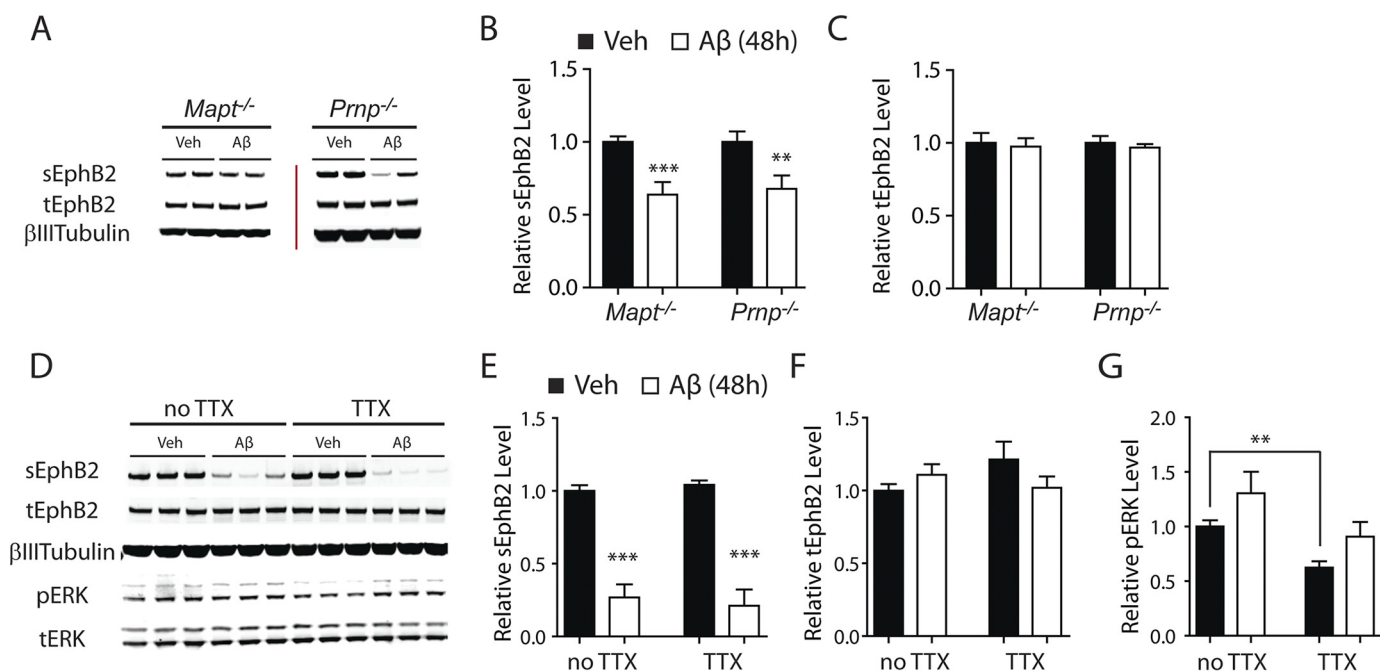 A
Mapt-/-
Prnp-/-
Veh Aβ Veh Aβ
sEphB2
tEphB2
βIIITubulin
B
Veh Aβ (48h)
Relative sEphB2 Level
1.5
1.0
0.5
0.0
***
**
Mapt-/- Prnp-/-
C
Relative tEphB2 Level
1.5
1.0
0.5
0.0
Mapt-/- Prnp-/-
D
no TTX TTX
Veh Aβ Veh Aβ
sEphB2
tEphB2
βIIITubulin
pERK
tERK
E
Veh Aβ (48h)
Relative sEphB2 Level
1.5
1.0
0.5
0.0
***
***
no TTX TTX
F
Relative tEphB2 Level
1.5
1.0
0.5
0.0
no TTX TTX
G
Relative pERK Level
2.0
1.5
1.0
0.5
0.0
**
no TTX TTX